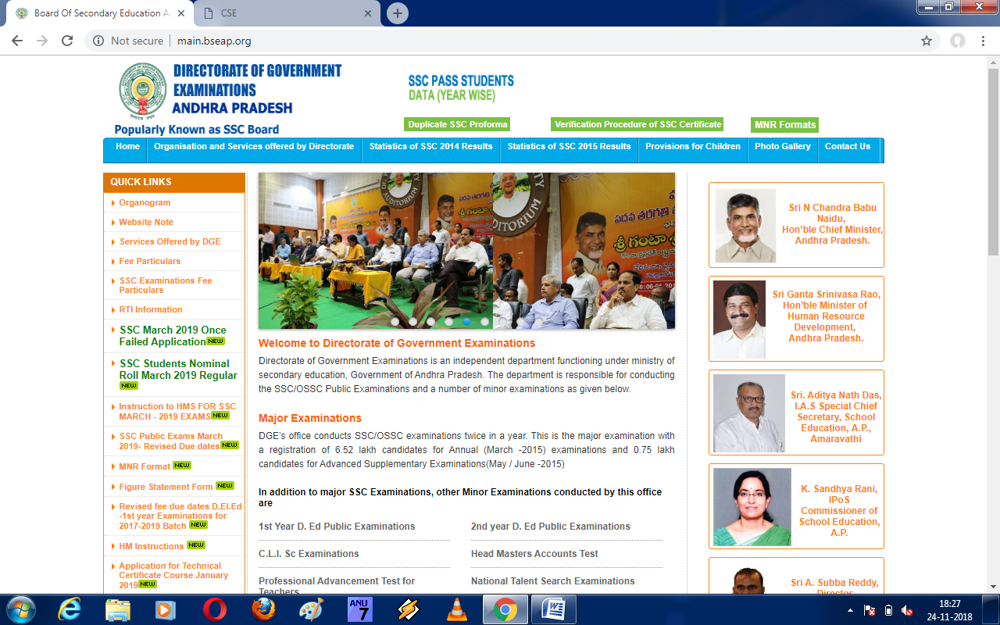 Board Of Secondary Education A
CSE
Not secure
main.bseap.org
DIRECTORATE OF GOVERNMENT
EXAMINATIONS
ANDHRA PRADESH
Popularly Known as SSC Board
SSC PASS STUDENTS
DATA (YEAR WISE)
Duplicate SSC Proforma
Verification Procedure of SSC Certificate
MNR Formats
Home
Organisation and Services offered by Directorate
Statistics of SSC 2014 Results
Statistics of SSC 2015 Results
Provisions for Children
Photo Gallery
Contact Us
QUICK LINKS
Organogram
Website Note
Services Offered by DGE
Fee Particulars
SSC Examinations Fee
Particulars
RTI Information
SSC March 2019 Once
Failed Application NEW
SSC Students Nominal
Roll March 2019 Regular
NEW
Instruction to HMS FOR SSC
MARCH - 2019 EXAMS NEW
SSC Public Exams March
2019- Revised Due dates NEW
MNR Format NEW
Figure Statement Form NEW
Revised fee due dates D.El.Ed
-1st year Examinations for
2017-2019 Batch NEW
HM Instructions NEW
Application for Technical
Certificate Course January
2019 NEW
AUDITORIUM
పదవ తరగతి
శ్రీ గంటా
Welcome to Directorate of Government Examinations
Directorate of Government Examinations is an independent department functioning under ministry of
secondary education, Government of Andhra Pradesh. The department is responsible for conducting
the SSC/OSSC Public Examinations and a number of minor examinations as given below.
Major Examinations
DGE's office conducts SSC/OSSC examinations twice in a year. This is the major examination with
a registration of 6.52 lakh candidates for Annual (March -2015) examinations and 0.75 lakh
candidates for Advanced Supplementary Examinations(May / June -2015)
In addition to major SSC Examinations, other Minor Examinations conducted by this office
are
1st Year D. Ed Public Examinations
2nd year D. Ed Public Examinations
C.L.I. Sc Examinations
Head Masters Accounts Test
Professional Advancement Test for
Teachers
National Talent Search Examinations
Sri N Chandra Babu
Naidu,
Hon'ble Chief Minister,
Andhra Pradesh.
Sri Ganta Srinivasa Rao,
Hon'ble Minister of
Human Resource
Development,
Andhra Pradesh.
Sri. Aditya Nath Das,
I.A.S Special Chief
Secretary, School
Education, A.P.,
Amaravathi
K. Sandhya Rani,
IPoS
Commissioner of
School Education,
A.P.
Sri A. Subba Reddy,
Director
ANU
7
W
18:27
24-11-2018